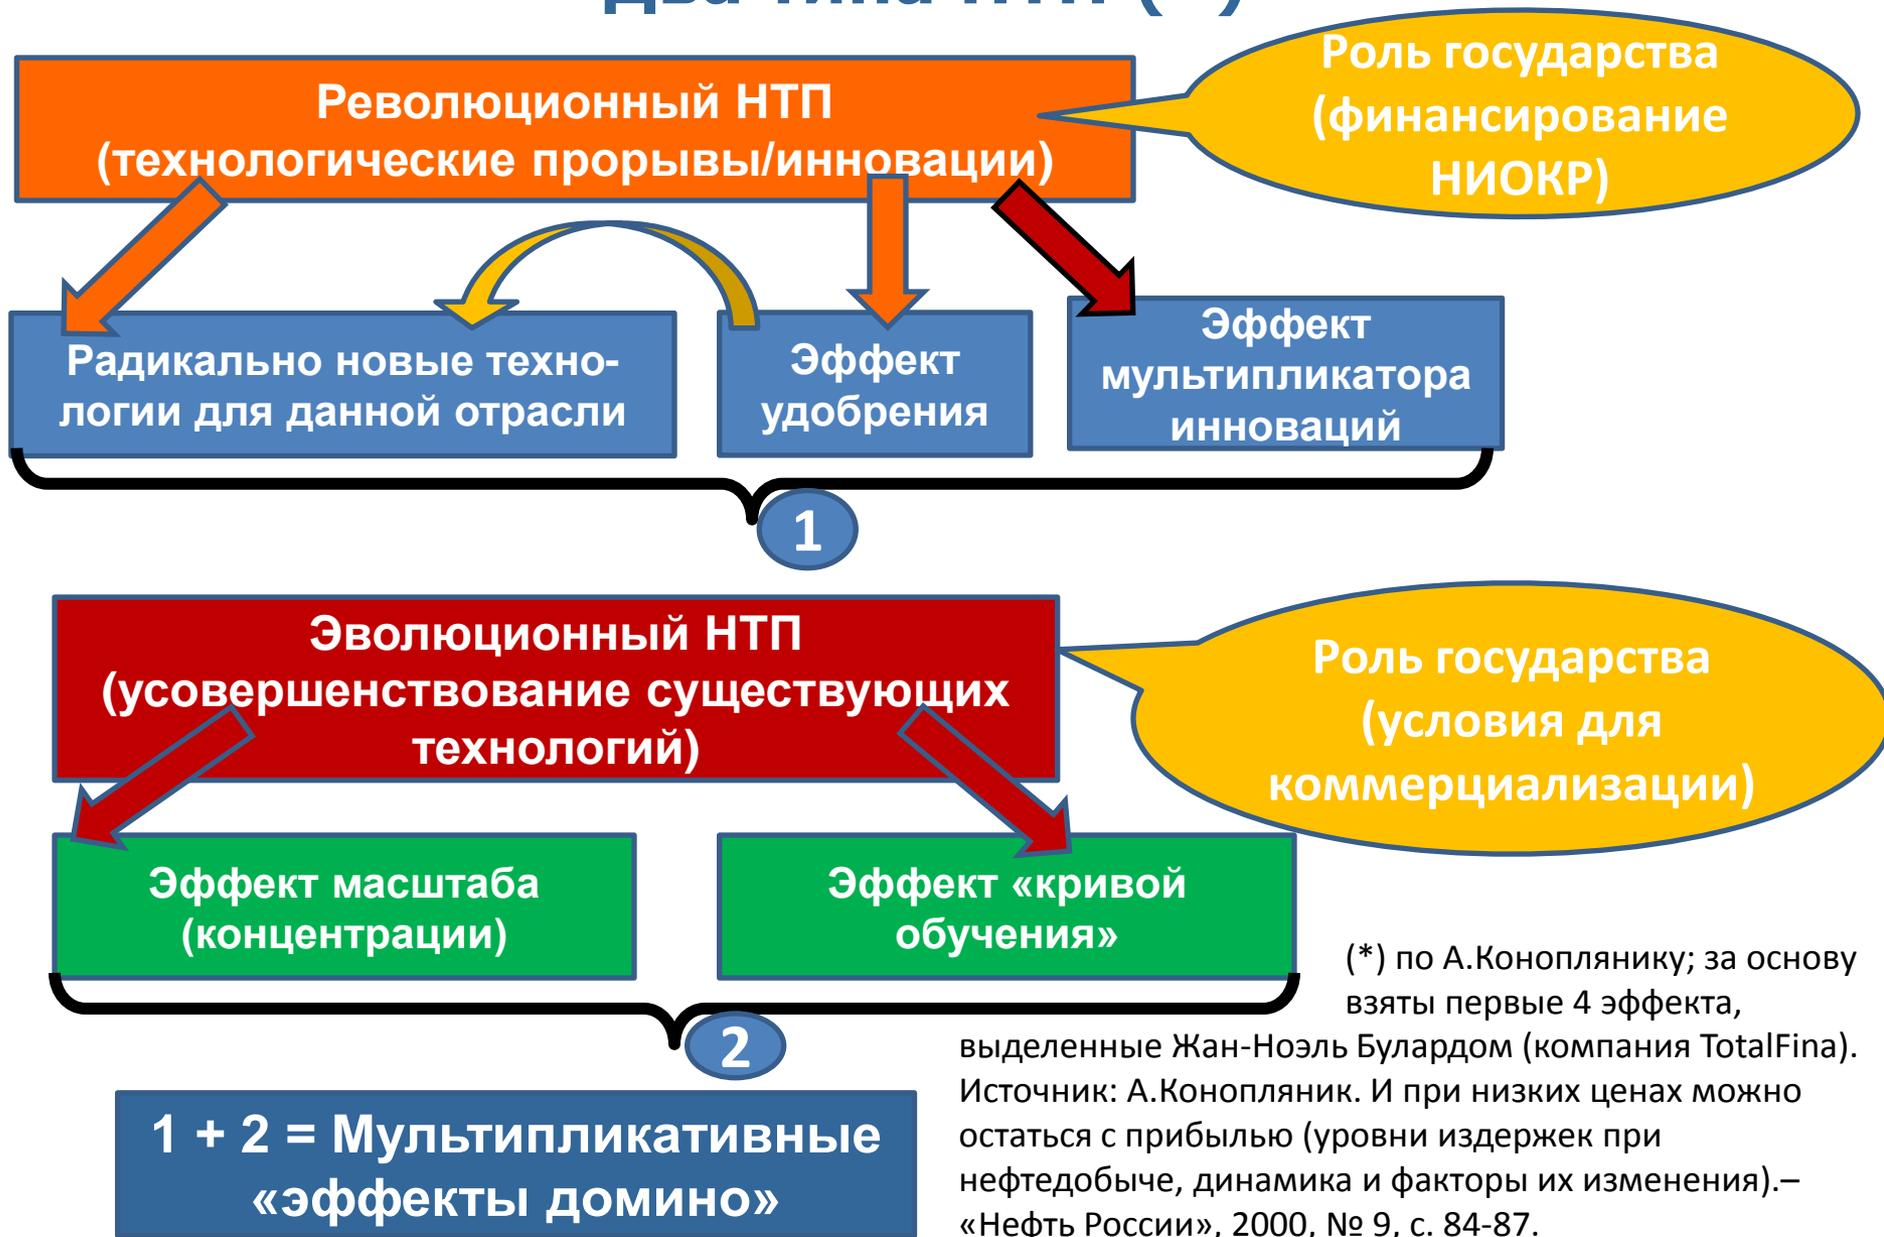 Два типа НТП (*)
Революционный НТП
(технологические прорывы/инновации)
Роль государства
(финансирование
НИОКР)
Радикально новые техно-
логии для данной отрасли
Эффект
удобрения
Эффект
мультипликатора
инноваций
1
Эволюционный НТП
(усовершенствование существующих
технологий)
Роль государства
(условия для
коммерциализации)
Эффект масштаба
(концентрации)
Эффект «кривой
обучения»
2
1 + 2 = Мультипликативные
«эффекты домино»
(*) по А.Коноплянику; за основу
взяты первые 4 эффекта,
выделенные Жан-Ноэль Булардом (компания TotalFina).
Источник: А.Конопляник. И при низких ценах можно
остаться с прибылью (уровни издержек при
нефтедобыче, динамика и факторы их изменения).–
«Нефть России», 2000, № 9, с. 84-87.